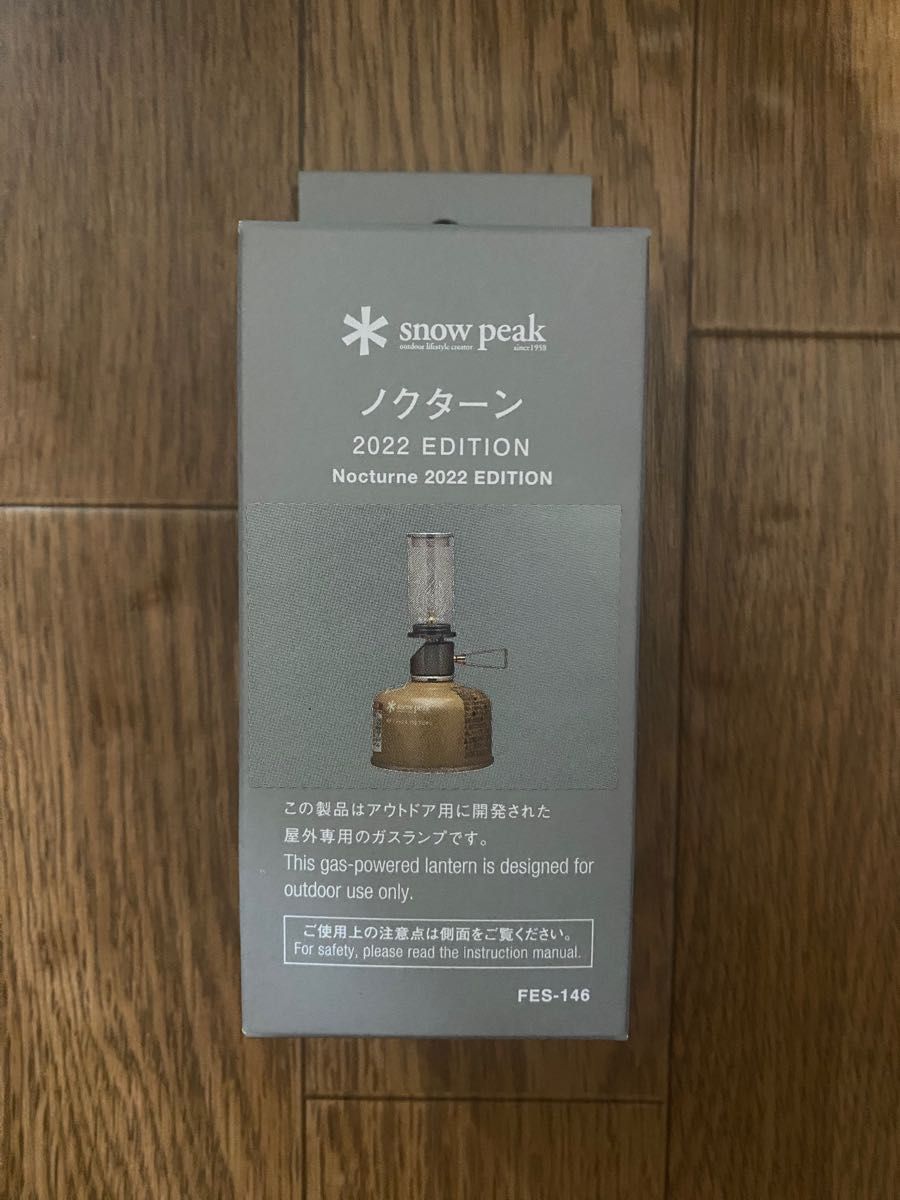 snow peak
outdoor lifestyle creator since1958
ノクターン
2022 EDITION
Nocturne 2022 EDITION
snow peak
この製品はアウトドア用に開発された
屋外専用のガスランプです。
This gas-powered lantern is designed for
outdoor use only.
ご使用上の注意点は側面をご覧ください。
For safety, please read the instruction manual.
FES-146